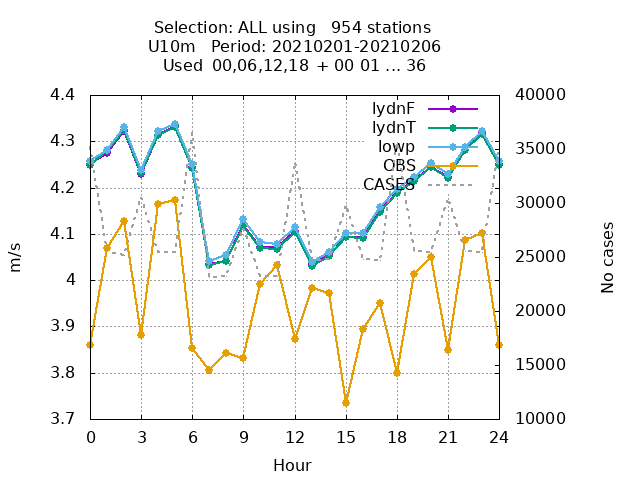 Selection: ALL using   954 stations
U10m   Period: 20210201-20210206
Used  00,06,12,18  + 00 01 ... 36
lydnF
lydnT
lowp
OBS
CASES
4.4
4.3
4.2
4.1
4
3.9
3.8
3.7
40000
35000
30000
25000
20000
15000
10000
m/s
No cases
0 3 6 9 12 15 18 21 24
Hour